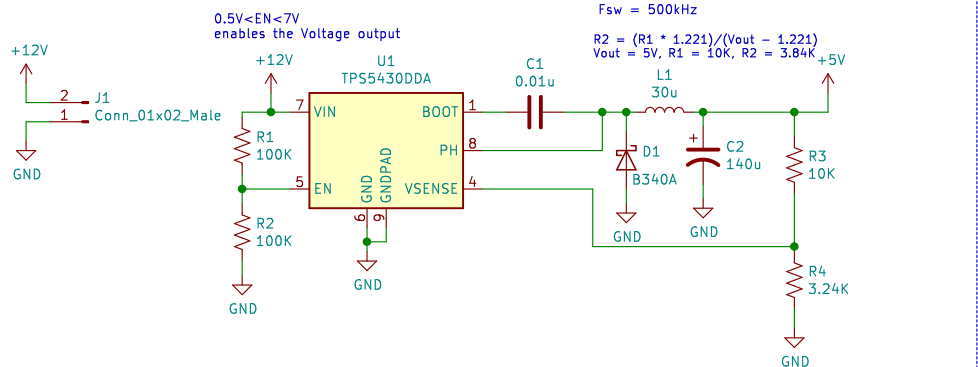 Fsw = 500kHz
0.5V<EN<7V
enables the Voltage output
R2 = (R1 * 1.221)/(Vout - 1.221)
Vout = 5V, R1 = 10K, R2 = 3.84K
+12V
+12V
U1
TPS5430DDA
C1
0.01u
L1
30u
+5V
2
1
J1
Conn_01x02_Male
GND
7
VIN
BOOT
1
PH
8
5
EN
VSENSE
4
GND
GNDPAD
6
9
R1
100K
R2
100K
GND
GND
D1
B340A
GND
+
C2
140u
GND
R3
10K
R4
3.24K
GND